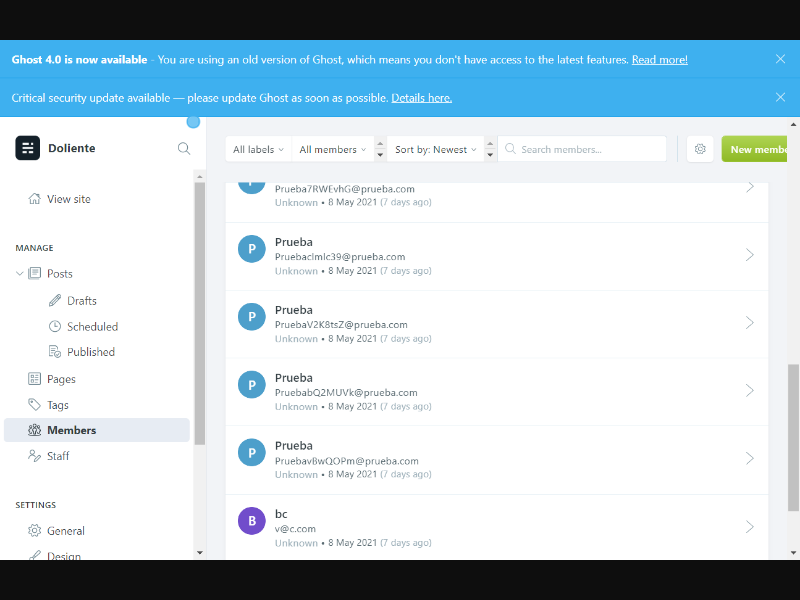 Ghost 4.0 is now available - You are using an old version of Ghost, which means you don't have access to the latest features. Read more!
Critical security update available — please update Ghost as soon as possible. Details here.
Doliente
All labels
All members
Sort by: Newest
Search members...
New membe
View site
MANAGE
Posts
Drafts
Scheduled
Published
Pages
Tags
Members
Staff
SETTINGS
General
Design
Prueba7RWEvhG@prueba.com
Unknown • 8 May 2021 (7 days ago)
P
Prueba
PruebacImIc39@prueba.com
Unknown • 8 May 2021 (7 days ago)
P
Prueba
PruebaV2K8tsZ@prueba.com
Unknown • 8 May 2021 (7 days ago)
P
Prueba
PruebabQ2MUVk@prueba.com
Unknown • 8 May 2021 (7 days ago)
P
Prueba
PruebavBwQOPm@prueba.com
Unknown • 8 May 2021 (7 days ago)
B
bc
v@c.com
Unknown • 8 May 2021 (7 days ago)